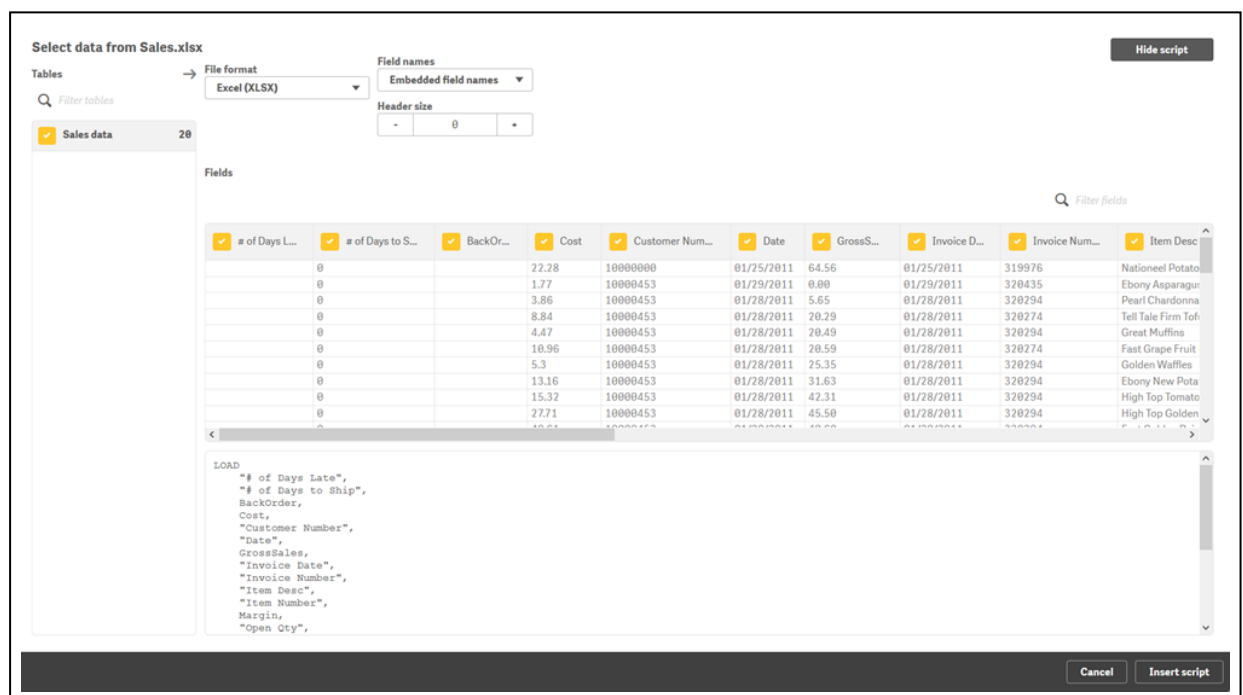 Select data from Sales.xlsx
Hide script
Tables
File format
Field names
Filter tables
Excel (XLSX)
Embedded field names
Header size
- 0 +
Sales data 20
Fields
Filter fields
# of Days L... # of Days to S... BackOr... Cost Customer Num... Date GrossS... Invoice D... Invoice Num... Item Desc
0 22.28 10000000 01/25/2011 64.56 01/25/2011 319976 Nationeel Potato
0 1.77 10000453 01/29/2011 0.00 01/29/2011 320435 Ebony Asparagus
0 3.86 10000453 01/28/2011 5.65 01/28/2011 320294 Pearl Chardonna
0 8.84 10000453 01/28/2011 20.29 01/28/2011 320274 Tell Tale Firm Tof
0 4.47 10000453 01/28/2011 20.49 01/28/2011 320294 Great Muffins
0 10.96 10000453 01/28/2011 20.59 01/28/2011 320274 Fast Grape Fruit
0 5.3 10000453 01/28/2011 25.35 01/28/2011 320294 Golden Waffles
0 13.16 10000453 01/28/2011 31.63 01/28/2011 320294 Ebony New Pota
0 15.32 10000453 01/28/2011 42.31 01/28/2011 320294 High Top Tomato
0 27.71 10000453 01/28/2011 45.50 01/28/2011 320294 High Top Golden
LOAD
"# of Days Late",
"# of Days to Ship",
BackOrder,
Cost,
"Customer Number",
"Date",
GrossSales,
"Invoice Date",
"Invoice Number",
"Item Desc",
"Item Number",
Margin,
"Open Qty",
Cancel
Insert script